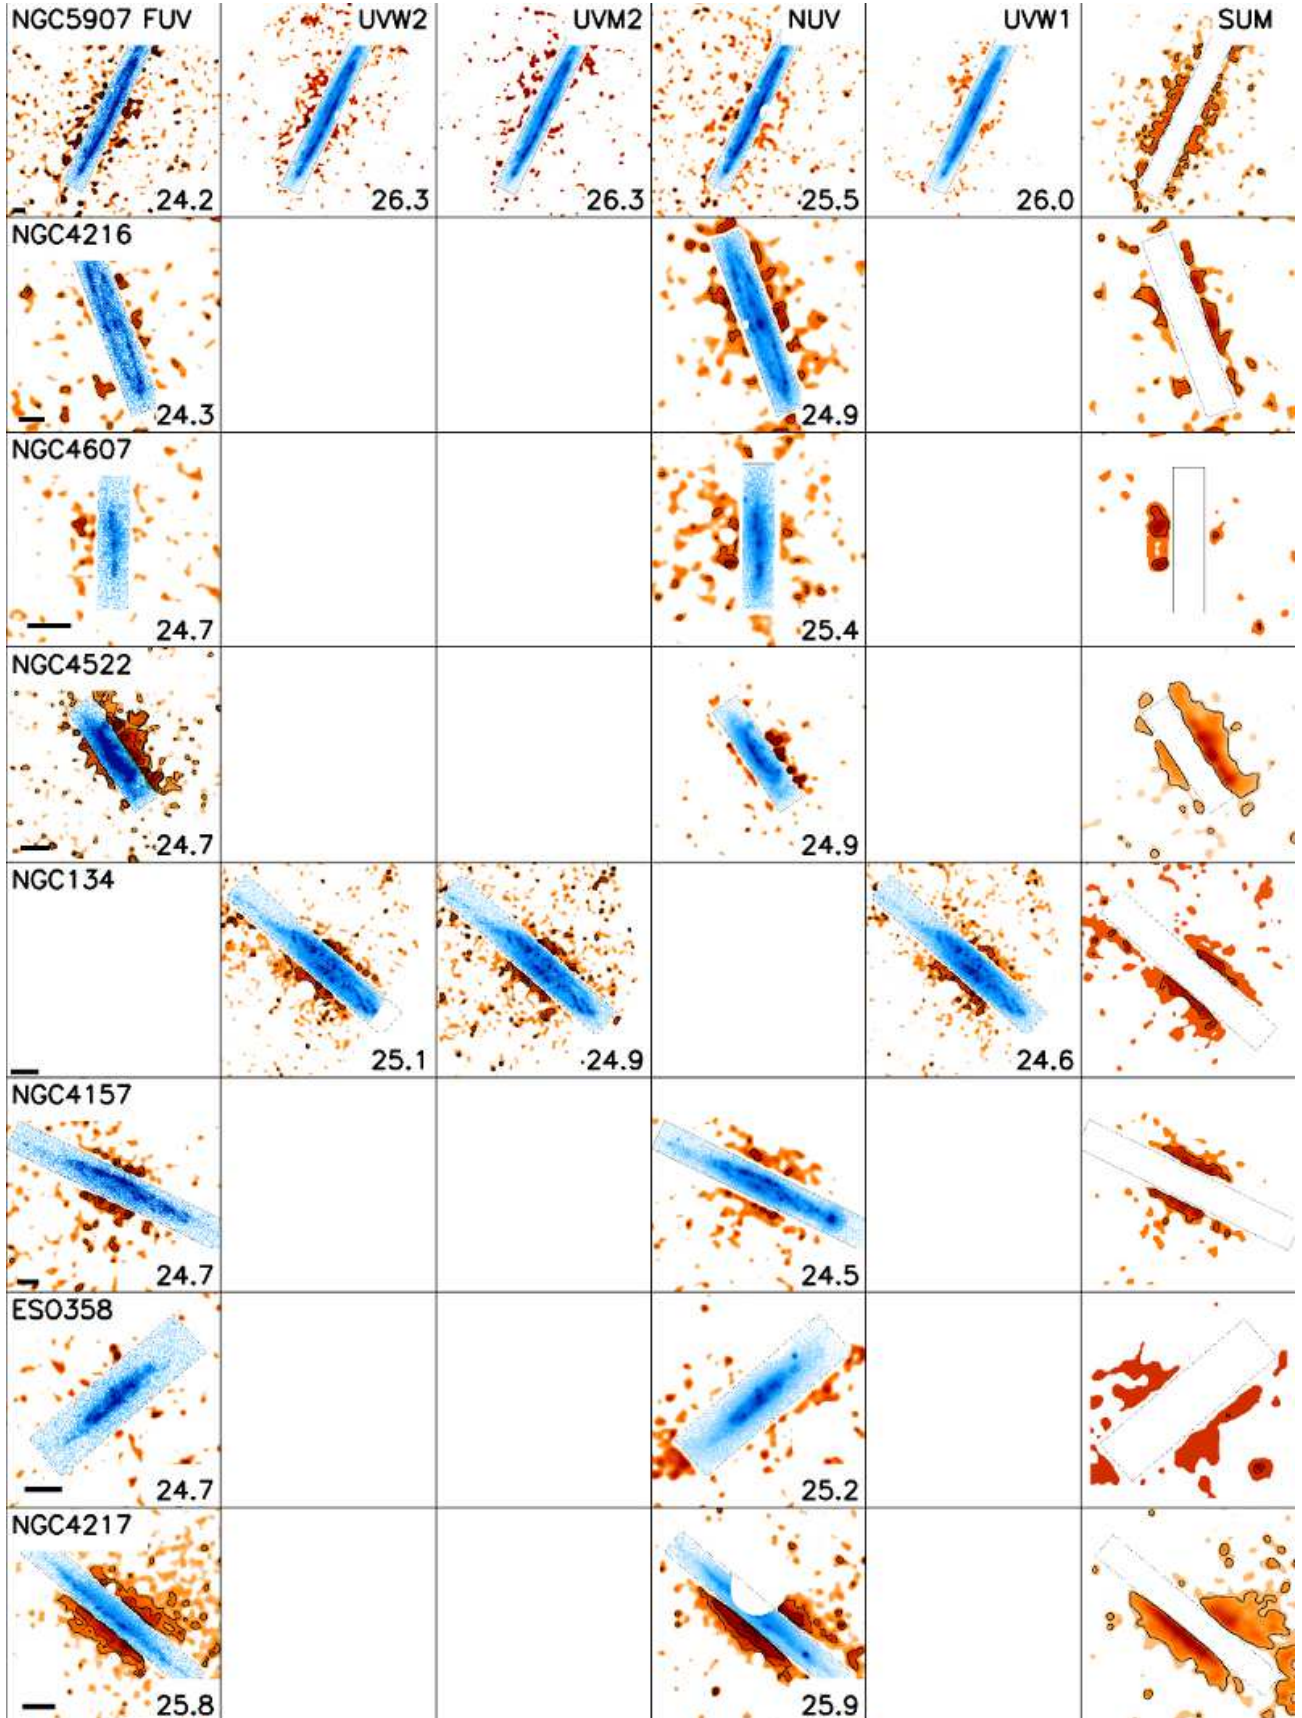 NGC5907 FUV UVW2 UVM2 NUV UVW1 SUM
24.2 26.3 26.3 25.5 26.0
NGC4216
24.3 24.9
NGC4607
24.7 25.4
NGC4522
24.7 24.9
NGC134
25.1 24.9 24.6
NGC4157
24.7 24.5
ESO358
24.7 25.2
NGC4217
25.8 25.9